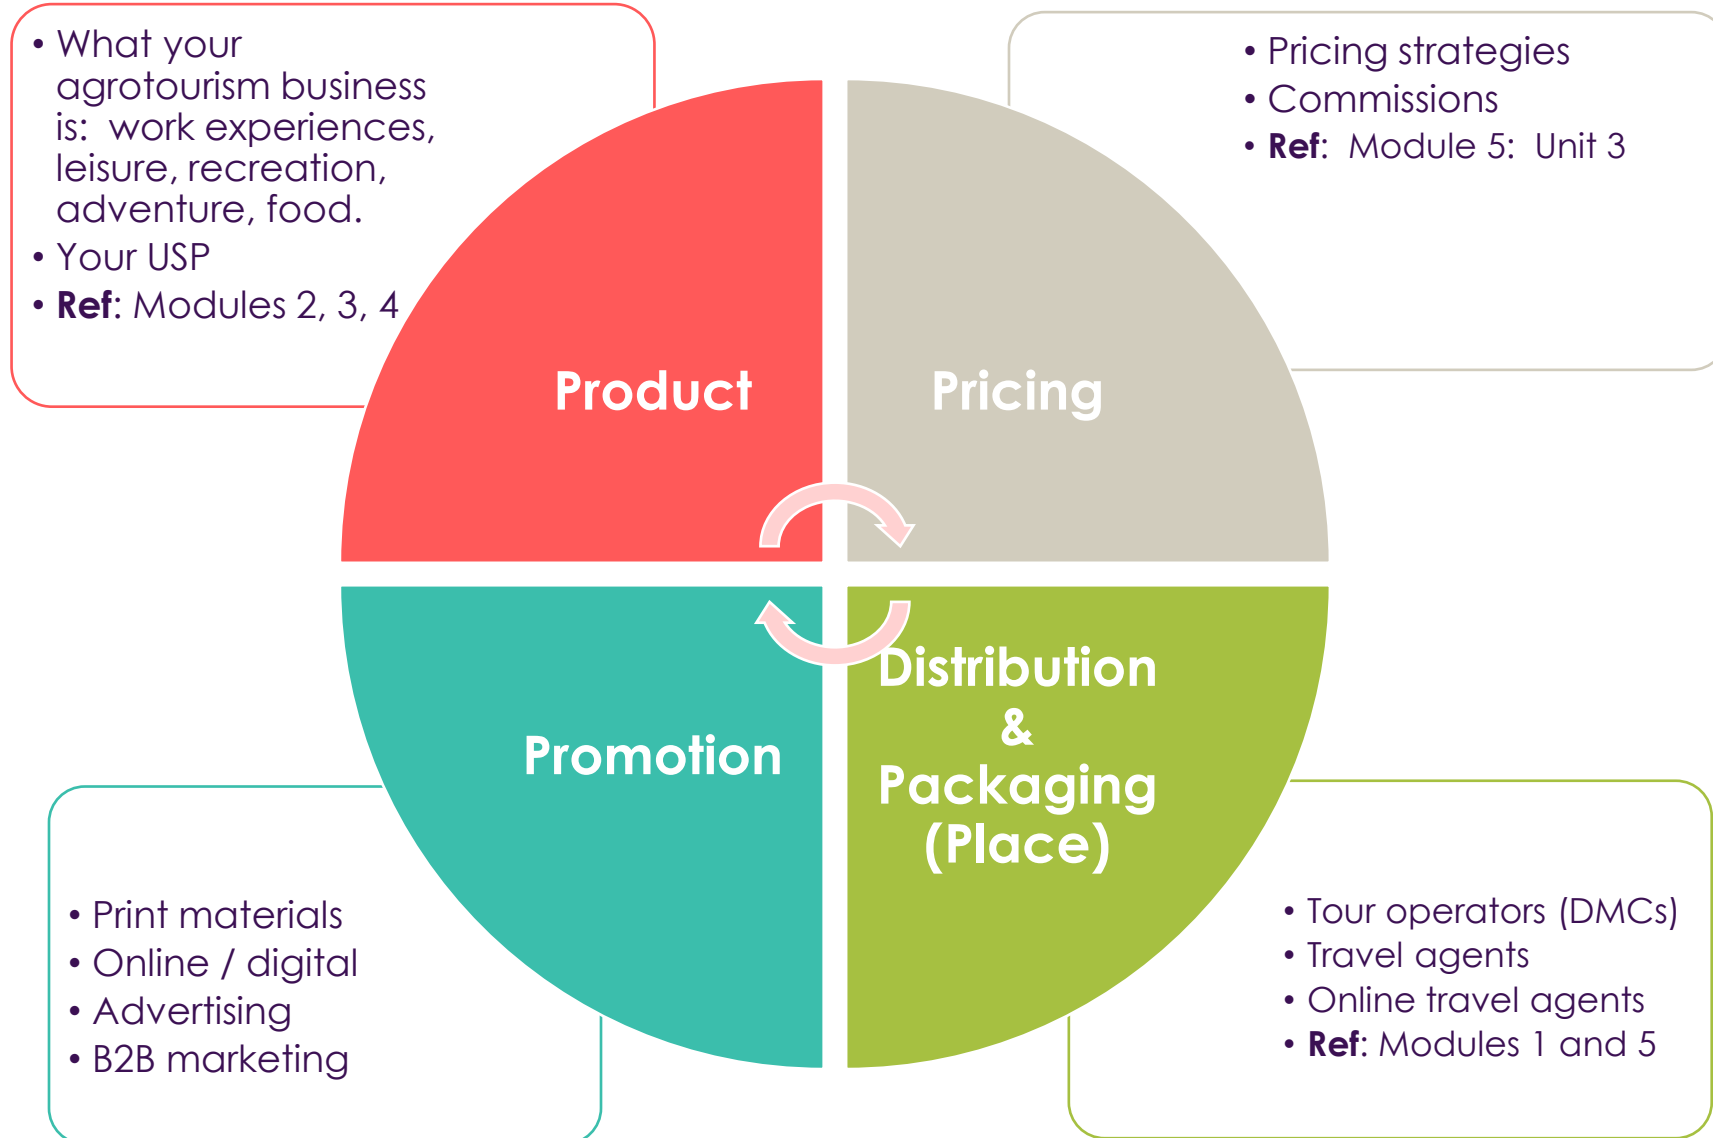 • What your
agrotourism business
is:  work experiences,
leisure, recreation,
adventure, food.
• Your USP
• Ref: Modules 2, 3, 4
• Pricing strategies
• Commissions
• Ref:  Module 5:  Unit 3
Product
Pricing
Promotion
Distribution
&
Packaging
(Place)
• Print materials
• Online / digital
• Advertising
• B2B marketing
• Tour operators (DMCs)
• Travel agents
• Online travel agents
• Ref: Modules 1 and 5